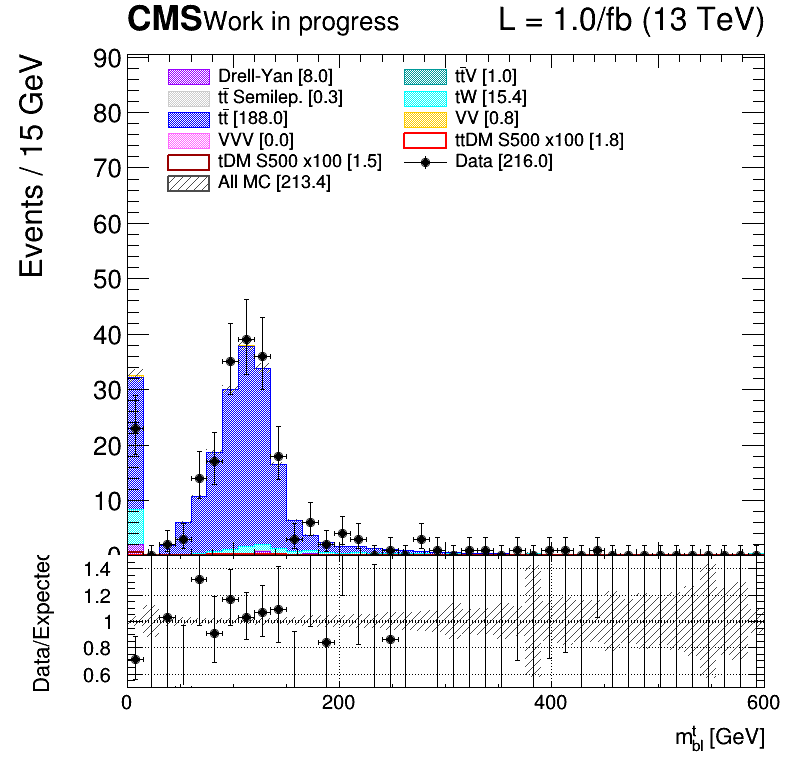 CMS Work in progress L = 1.0/fb (13 TeV)
Events / 15 GeV
90
80
70
60
50
40
30
20
10
0
Drell-Yan [8.0]
tt̄ Semilep. [0.3]
tt̄ [188.0]
VVV [0.0]
tDM S500 x100 [1.5]
All MC [213.4]
tt̄V [1.0]
tW [15.4]
VV [0.8]
ttDM S500 x100 [1.8]
Data [216.0]
Data/Expected
1.4
1.2
1
0.8
0.6
0 200 400 600
m^t_bl [GeV]